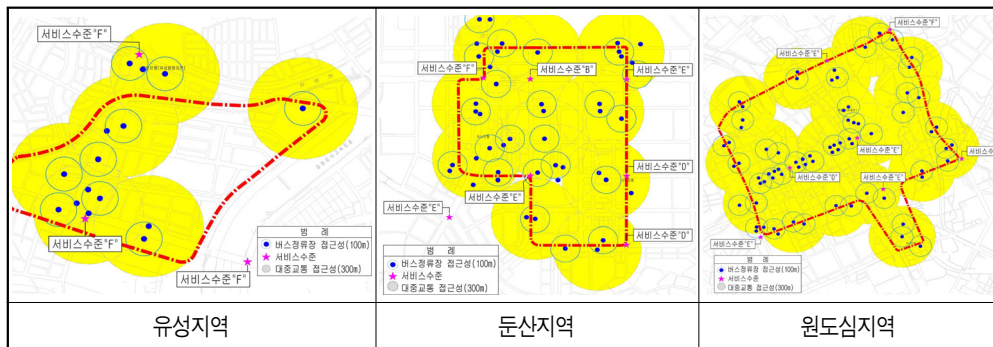 서비스수준"F"
서비스수준"F"
서비스수준"F"
범 례
버스정류장 접근성(100m)
서비스수준
대중교통 접근성(300m)
유성지역
서비스수준"F"
서비스수준"B"
서비스수준"E"
서비스수준"D"
서비스수준"E"
서비스수준"E"
서비스수준"D"
범 례
버스정류장 접근성(100m)
서비스수준
대중교통 접근성(300m)
둔산지역
서비스수준"F"
서비스수준"E"
서비스수준"E"
서비스수
서비스수준"D"
서비스수준"E"
서비스수준"E"
범 례
버스정류장 접근성(100m)
서비스수준
대중교통 접근성(300m)
원도심지역